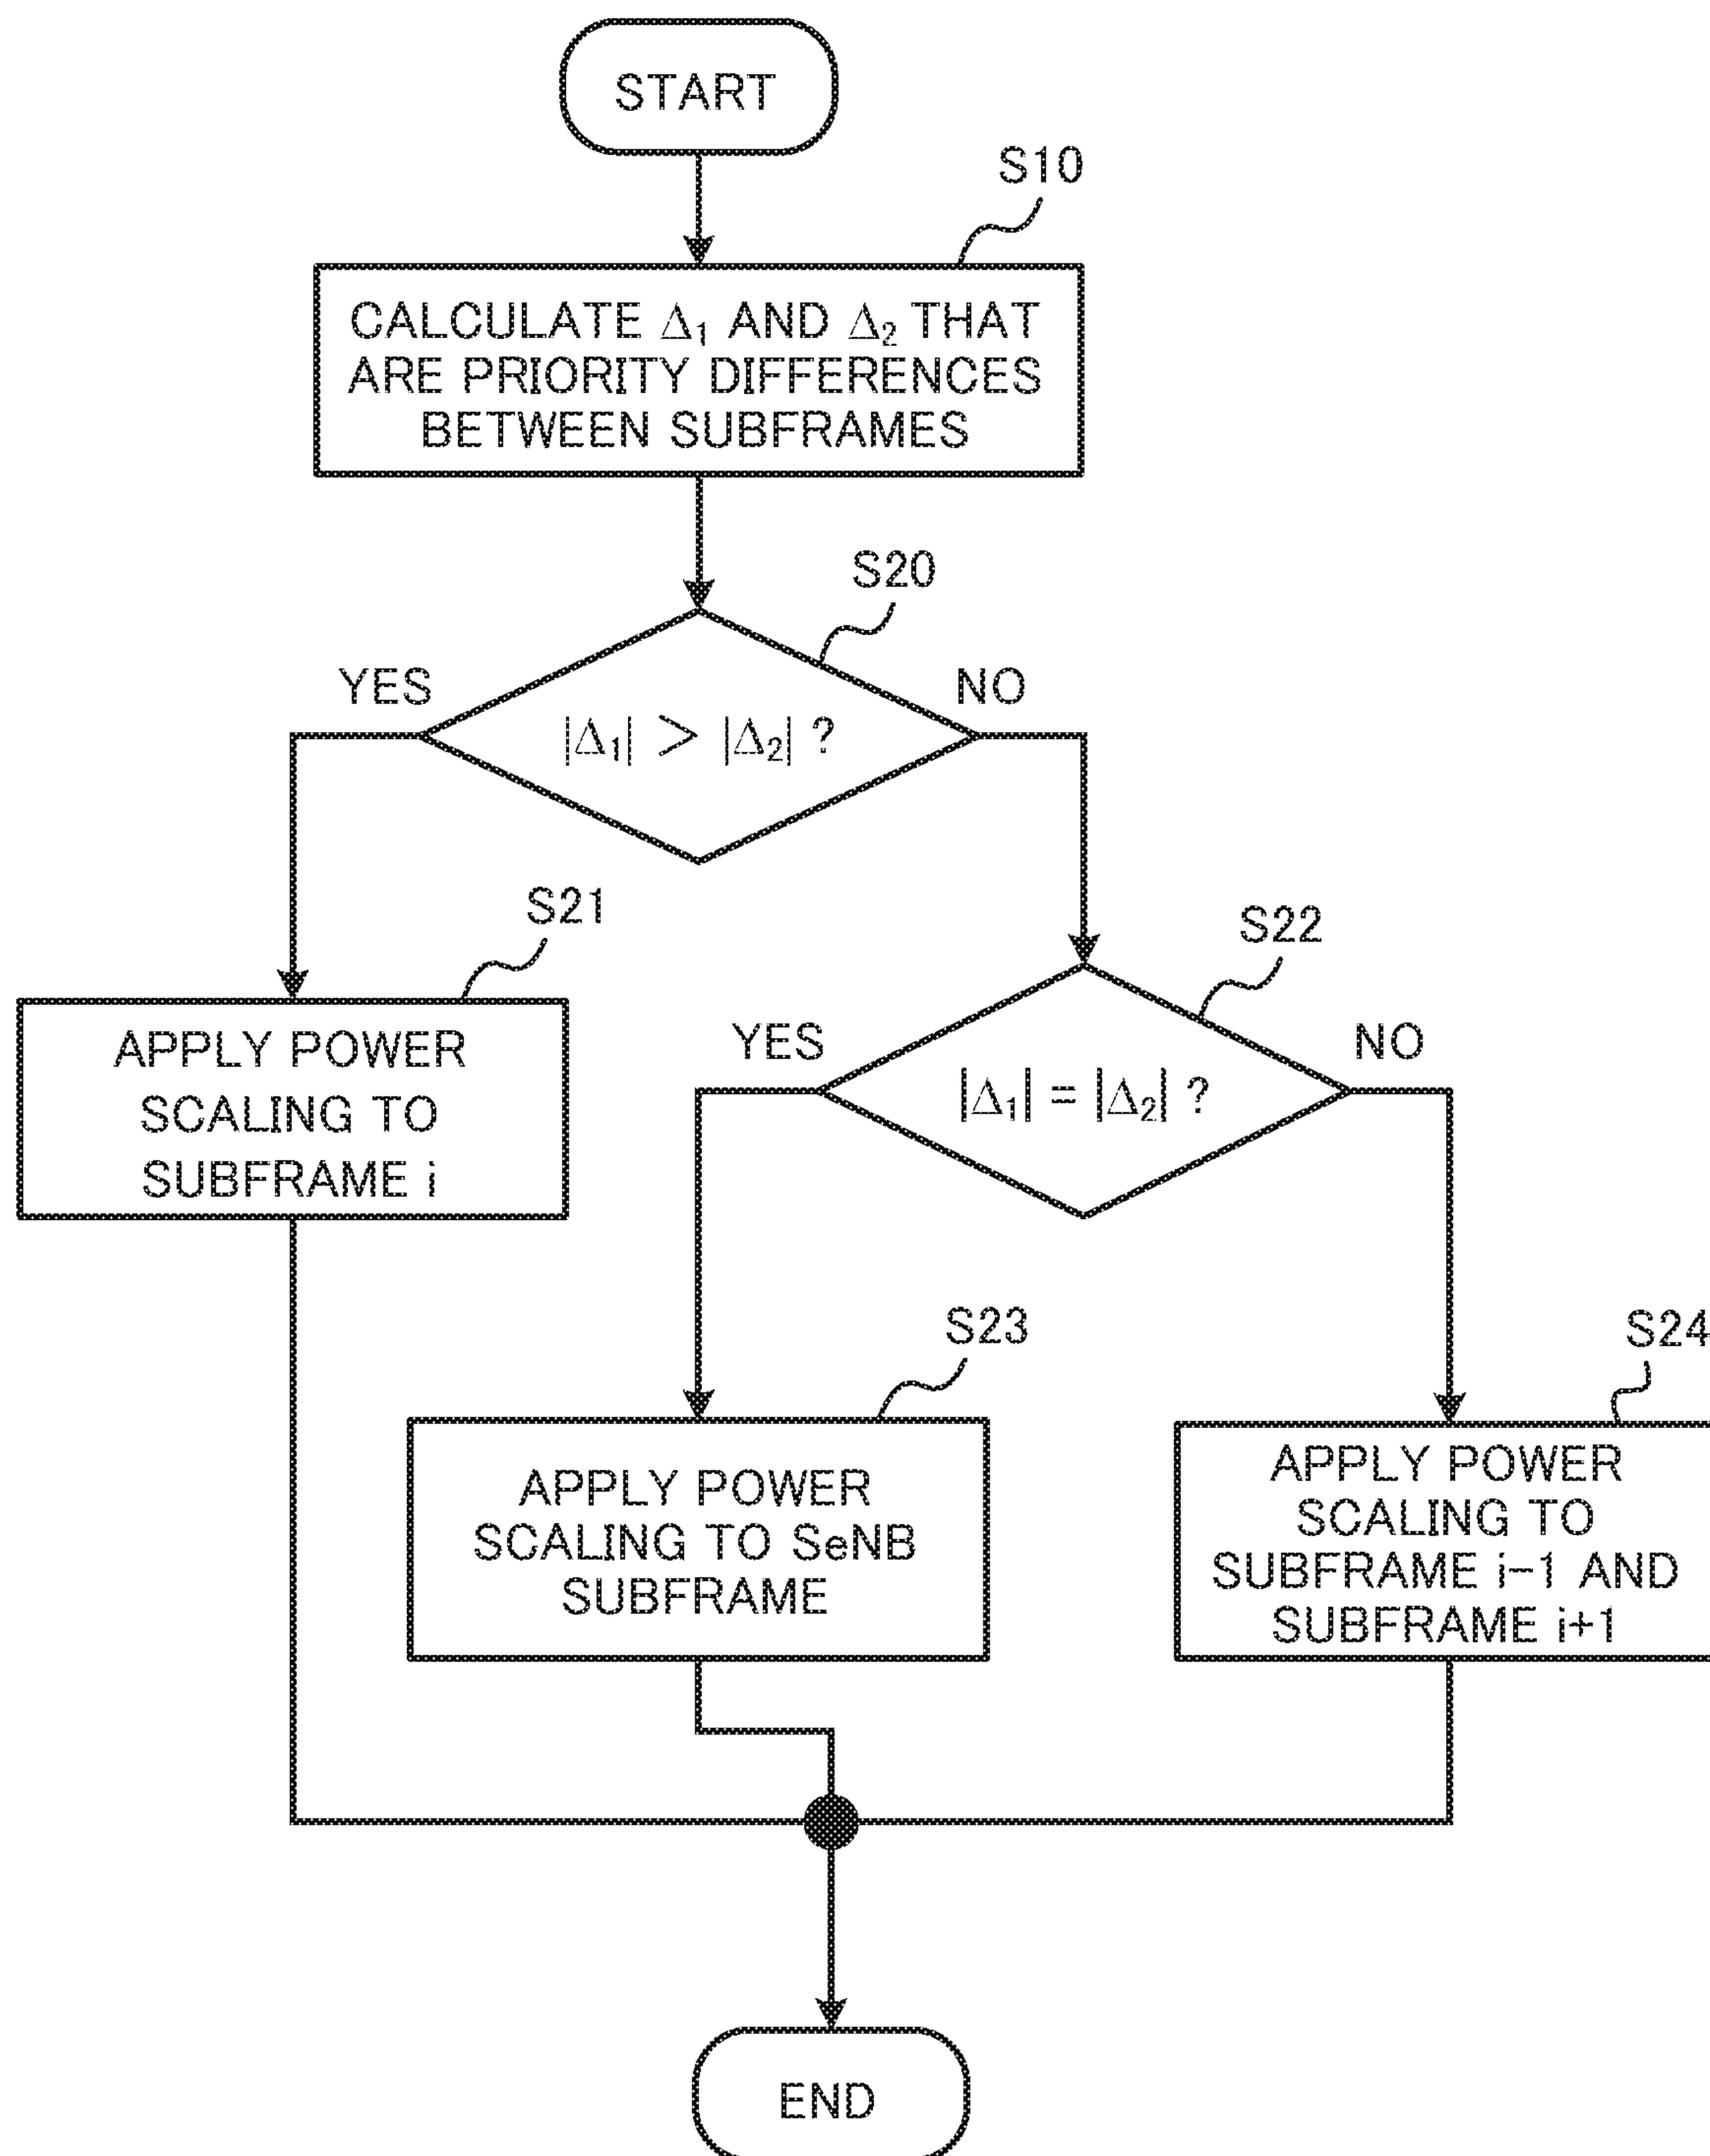 START
S10
CALCULATE Δ₁ AND Δ₂ THAT
ARE PRIORITY DIFFERENCES
BETWEEN SUBFRAMES
S20
YES
NO
|Δ₁| > |Δ₂| ?
S21
S22
APPLY POWER
SCALING TO
SUBFRAME i
YES
NO
|Δ₁| = |Δ₂| ?
S23
S24
APPLY POWER
SCALING TO SeNB
SUBFRAME
APPLY POWER
SCALING TO
SUBFRAME i-1 AND
SUBFRAME i+1
END